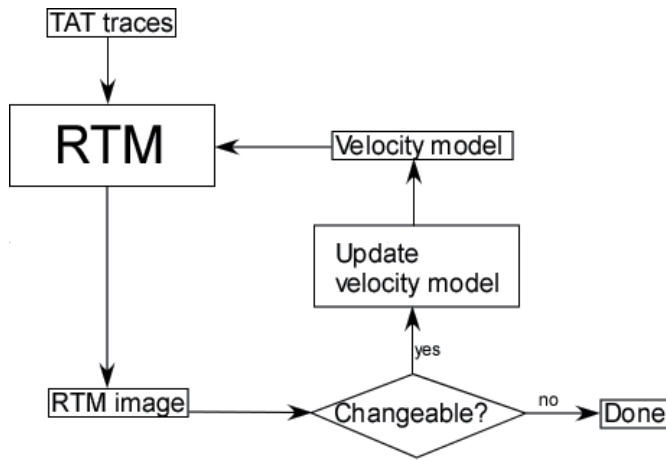 TAT traces
RTM
Velocity model
Update
velocity model
yes
RTM image
Changeable?
no
Done